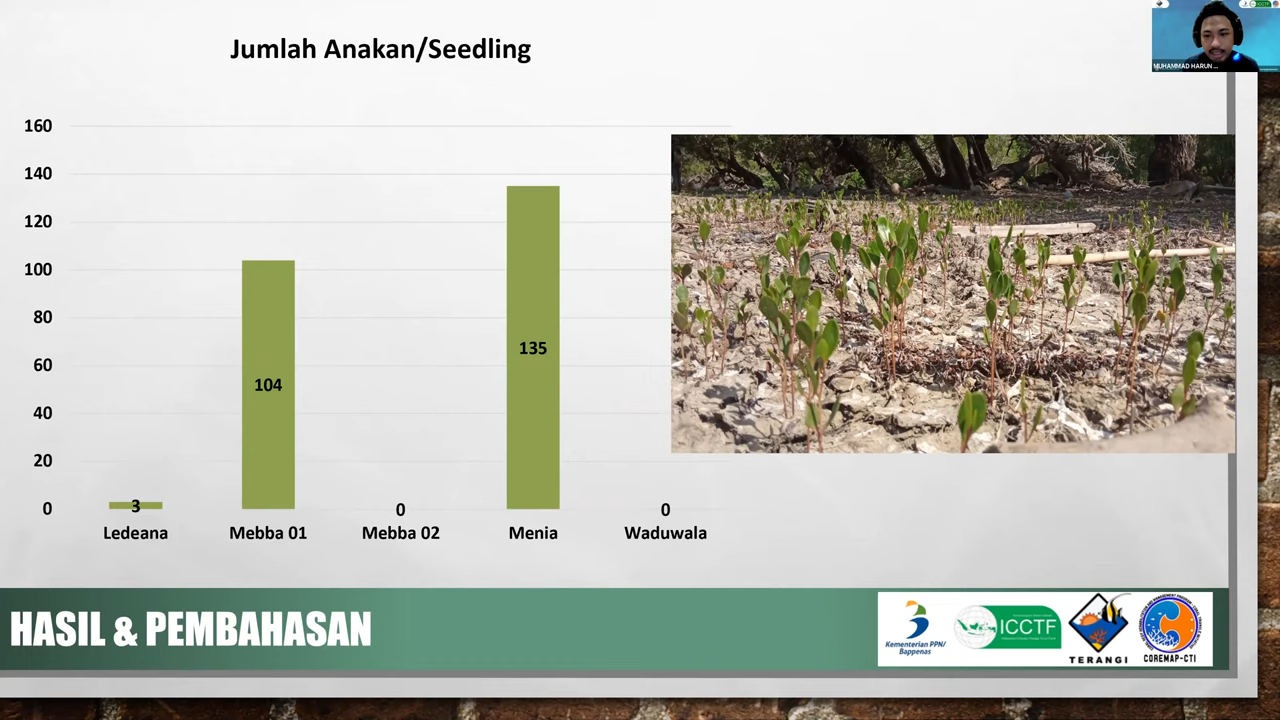 Jumlah Anakan/Seedling
160
140
120
100
80
60
40
20
0
3
104
0
135
0
Ledeana
Mebba 01
Mebba 02
Menia
Waduwala
HASIL & PEMBAHASAN
Kementerian PPN/
Bappenas
ICCTF
TERANGI
COREMAP-CTI
MUHAMMAD HARUN ...